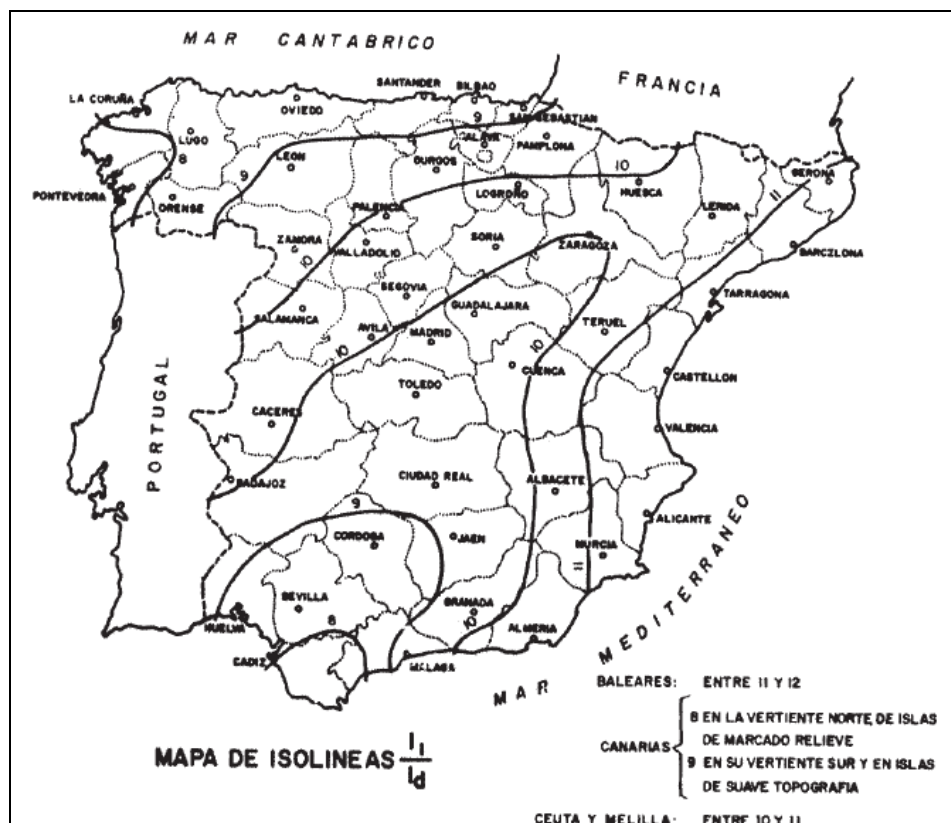 MAR CANTABRICO
FRANCIA
SANTANDER
BILBAO
LA CORUÑA
OVIEDO
SAN SEBASTIAN
LUGO
9
ALAVA
PAMPLONA
8
LEON
BURGOS
10
GERONA
9
PONTEVEDRA
ORENSE
PALENCIA
LOGROÑO
HUESCA
LERIDA
11
ZAMORA
VALLADOLID
SORIA
ZARAGOZA
BARCZLONA
10
SEGOVIA
TARRAGONA
SALAMANCA
GUADALAJARA
TERUEL
AVILA
MADRID
10
10
CUENCA
CASTELLON
TOLEDO
CACERES
PORTUGAL
VALENCIA
BADAJOZ
CIUDAD REAL
ALBACETE
9
ALICANTE
CORDOBA
JAEN
MURCIA
11
SEVILLA
GRANADA
8
10
HUELVA
ALMERIA
CADIZ
MALAGA
MAR MEDITERRANEO
MAPA DE ISOLINEAS I1/Id
BALEARES: ENTRE 11 Y 12
CANARIAS
8 EN LA VERTIENTE NORTE DE ISLAS
DE MARCADO RELIEVE
9 EN SU VERTIENTE SUR Y EN ISLAS
DE SUAVE TOPOGRAFIA
CEUTA Y MELILLA: ENTRE 10 Y 11